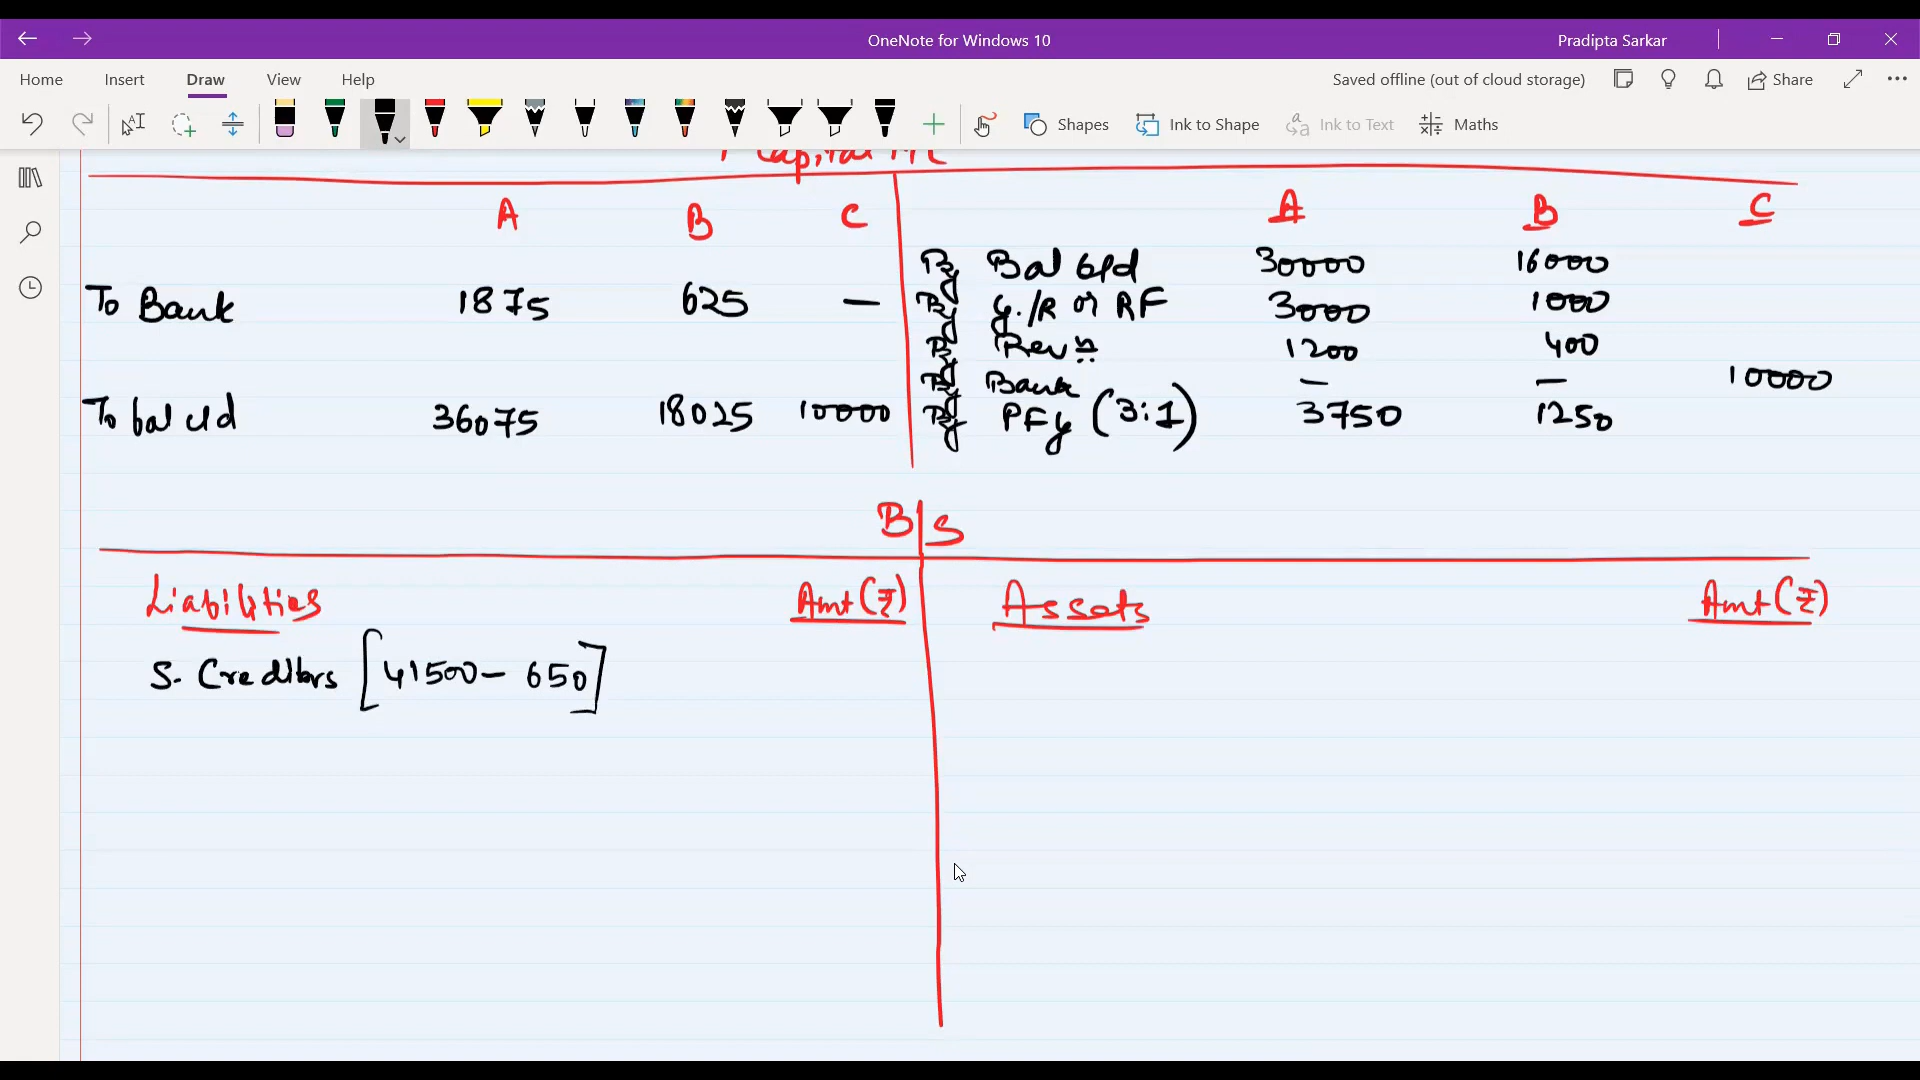 OneNote for Windows 10
Pradipta Sarkar
Home Insert Draw View Help
Saved offline (out of cloud storage) Share
Shapes Ink to Shape Ink to Text Maths
Capital A/c
A B C A B C
By Bal b/d 30000 16000
To Bank 1875 625 — By G./R or RF 3000 1000
By Revn 1200 400
By Bank — — 10000
To bal c/d 36075 18025 10000 By PFG (3:1) 3750 1250
B/S
Liabilities Amt (₹) Assets Amt (₹)
S. Creditors [41500 - 650]